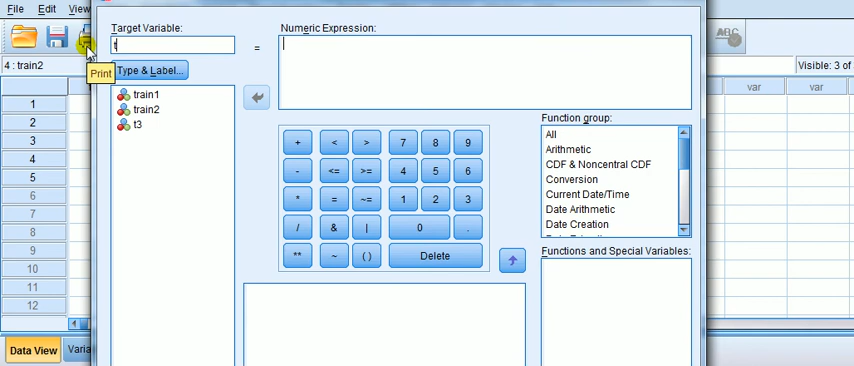 File Edit View
Target Variable:
t
=
Numeric Expression:
4 : train2
Print
Type & Label...
Visible: 3 of
var var
train1
train2
t3
1
2
3
4
5
6
7
8
9
10
11
12
+ < > 7 8 9
- <= >= 4 5 6
* = ~= 1 2 3
/ & | 0 .
** ~ ( ) Delete
Function group:
All
Arithmetic
CDF & Noncentral CDF
Conversion
Current Date/Time
Date Arithmetic
Date Creation
Functions and Special Variables:
Data View Varia